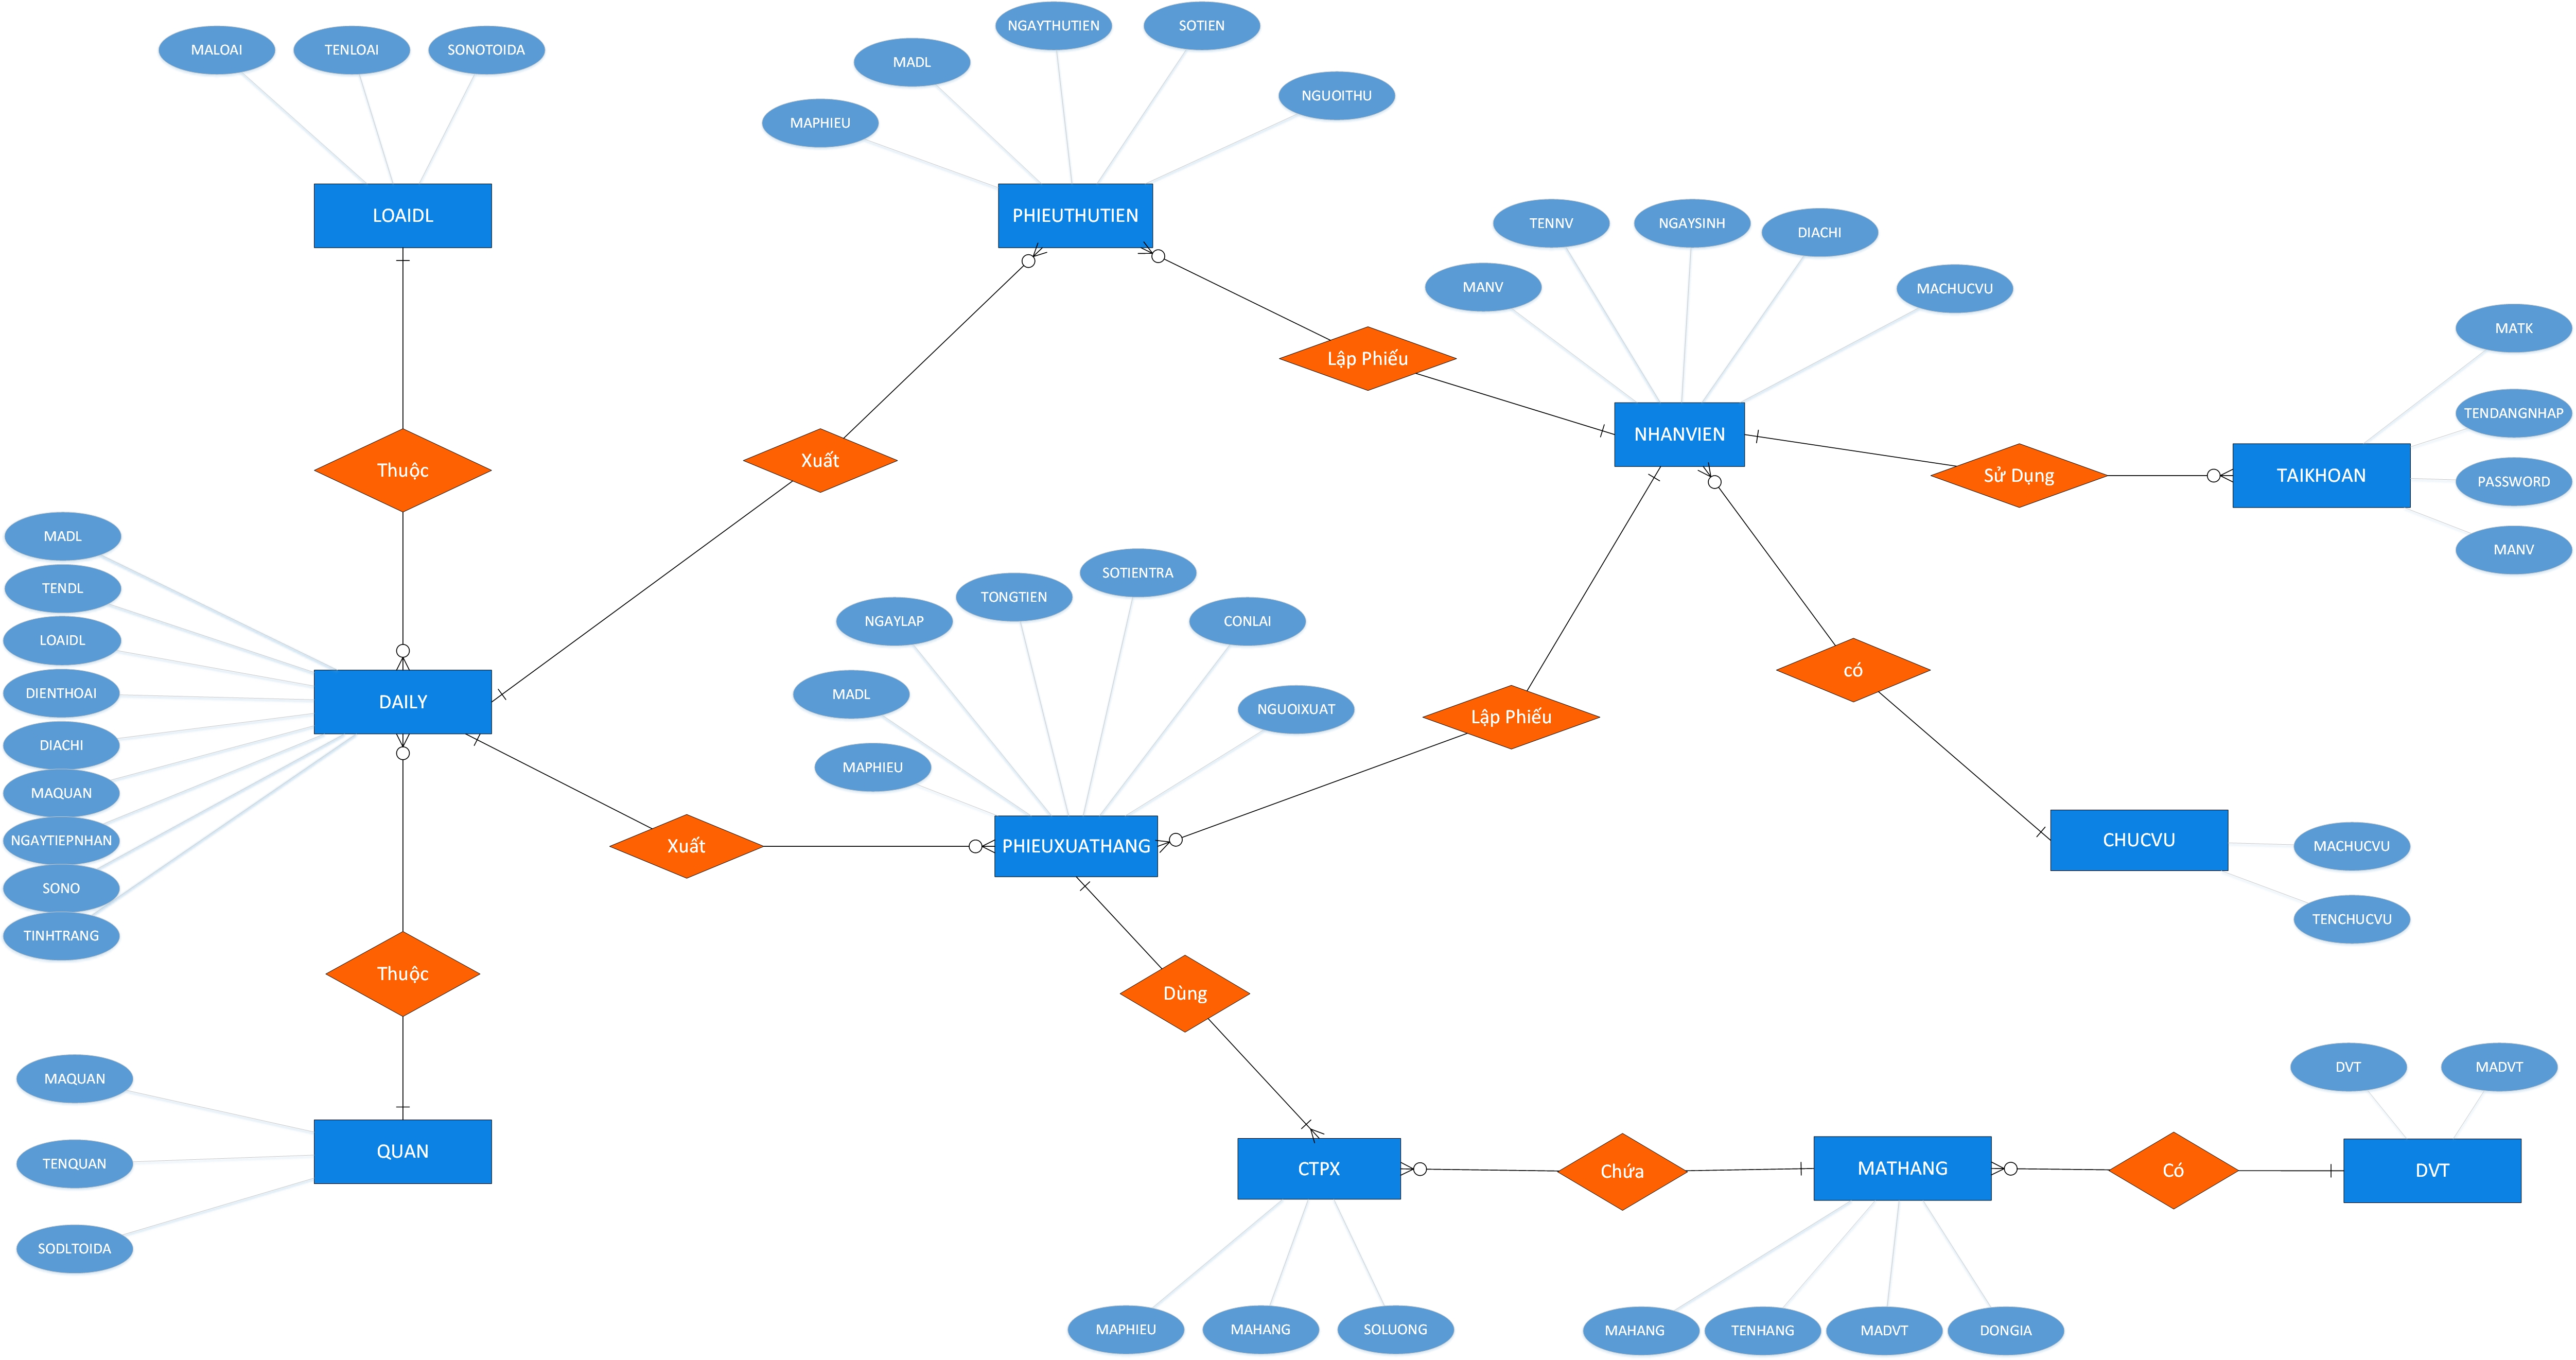 MALOAI
TENLOAI
SONOTOIDA
LOAIDL
NGAYTHUTIEN
SOTIEN
MADL
NGUOITHU
MAPHIEU
PHIEUTHUTIEN
TENNV
NGAYSINH
DIACHI
MANV
MACHUCVU
NHANVIEN
MATK
TENDANGNHAP
PASSWORD
MANV
TAIKHOAN
Lập Phiếu
Sử Dụng
Xuất
Thuộc
MADL
TENDL
LOAIDL
DIENTHOAI
DIACHI
MAQUAN
NGAYTIEPNHAN
SONO
TINHTRANG
DAILY
SOTIENTRA
TONGTIEN
NGAYLAP
CONLAI
MADL
NGUOIXUAT
MAPHIEU
PHIEUXUATHANG
Xuất
Lập Phiếu
có
CHUCVU
MACHUCVU
TENCHUCVU
Thuộc
Dùng
MAQUAN
TENQUAN
SODLTOIDA
QUAN
CTPX
Chứa
MATHANG
Có
DVT
MADVT
DVT
MAPHIEU
MAHANG
SOLUONG
MAHANG
TENHANG
MADVT
DONGIA